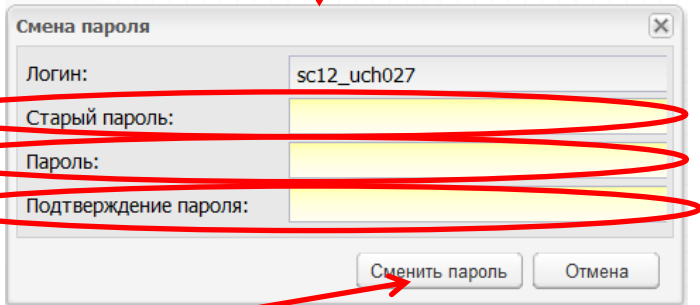 Смена пароля
Логин: sc12_uch027
Старый пароль:
Пароль:
Подтверждение пароля:
Сменить пароль Отмена